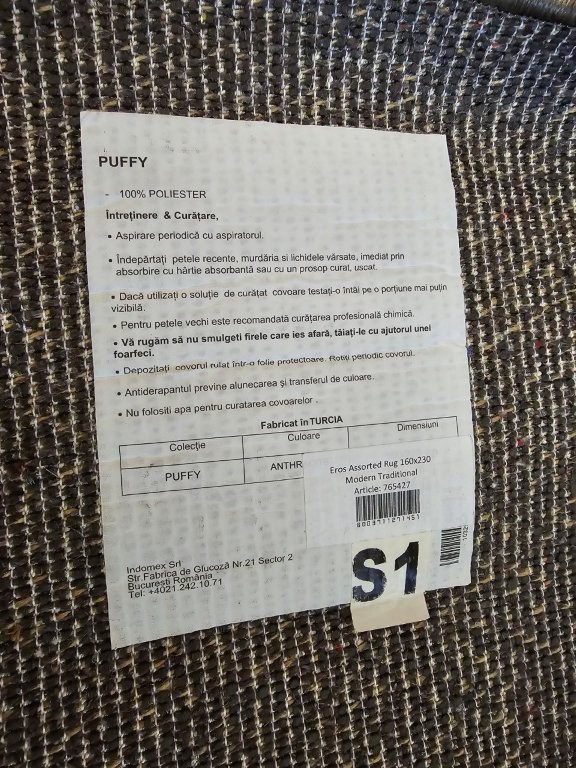 PUFFY
- 100% POLIESTER
Întreținere & Curățare,
• Aspirare periodică cu aspiratorul.
• Îndepărtați petele recente, murdăria si lichidele vărsate, imediat prin
absorbire cu hârtie absorbantă sau cu un prosop curat, uscat.
• Dacă utilizați o soluție de curățat covoare testați-o întâi pe o porțiune mai puțin
vizibilă.
• Pentru petele vechi este recomandată curățarea profesională chimică.
• Vă rugăm să nu smulgeti firele care ies afară, tăiați-le cu ajutorul unei
foarfeci.
• Depozitați covorul rulat într-o folie protectoare. Rotiți periodic covorul.
• Antiderapantul previne alunecarea și transferul de culoare.
• Nu folositi apa pentru curatarea covoarelor .
Fabricat în TURCIA
Colecție Culoare Dimensiuni
PUFFY ANTHR
Eros Assorted Rug 160x230
Modern Traditional
Article: 765427
S1
Indomex Srl
Str.Fabrica de Glucoză Nr.21 Sector 2
Bucuresti România
Tel: +4021.242.10.71